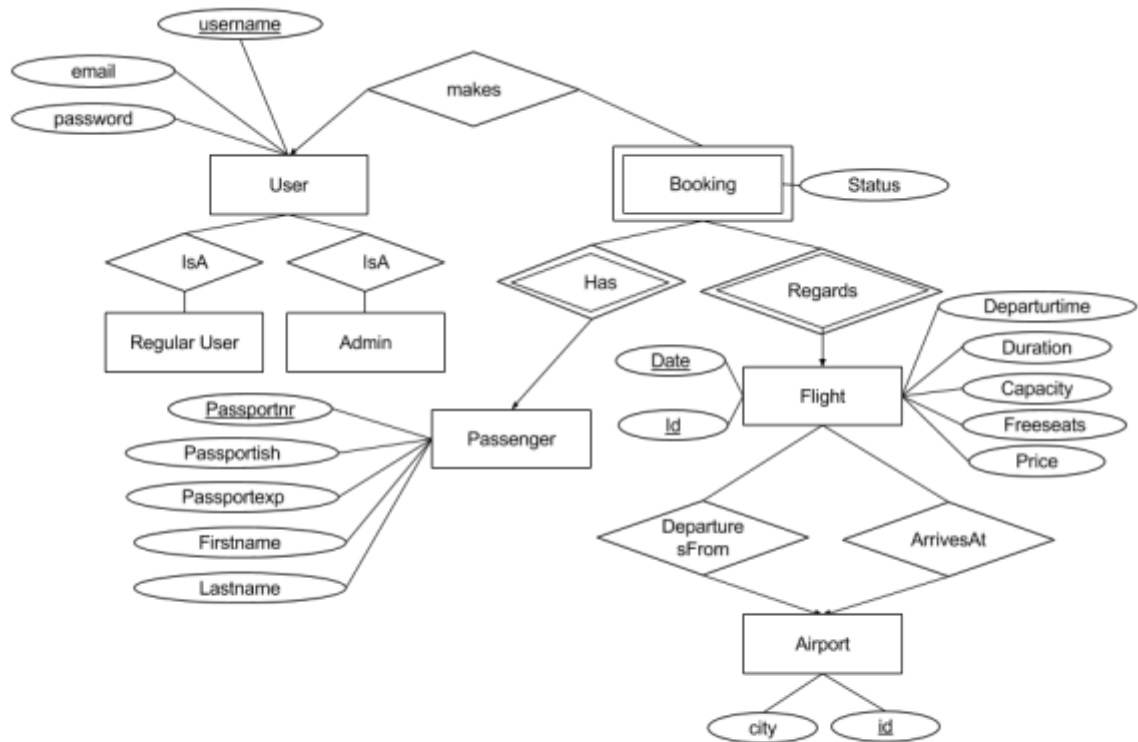 username
email
makes
password
User
Booking
Status
IsA
IsA
Has
Regards
Departurtime
Regular User
Admin
Date
Duration
Flight
Capacity
Passportnr
Id
Freeseats
Passenger
Passportish
Price
Passportexp
Firstname
Departure
sFrom
ArrivesAt
Lastname
Airport
city
id